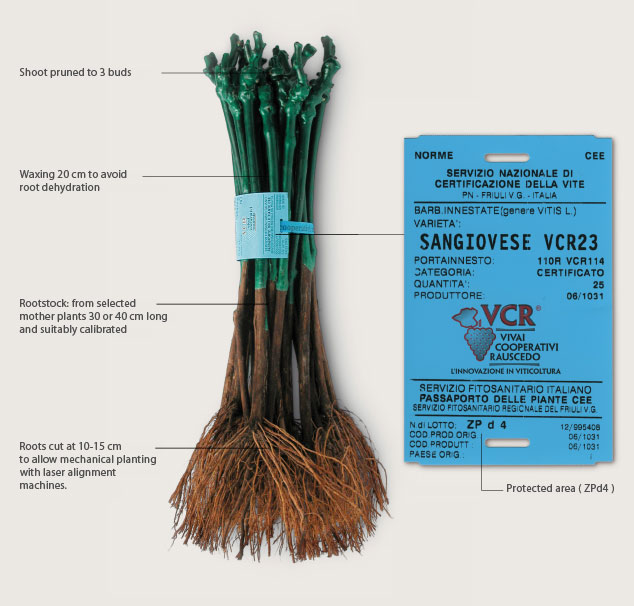 Shoot pruned to 3 buds
Waxing 20 cm to avoid
root dehydration
Rootstock: from selected
mother plants 30 or 40 cm long
and suitably calibrated
Roots cut at 10-15 cm
to allow mechanical planting
with laser alignment
machines.
NORME CEE
SERVIZIO NAZIONALE DI
CERTIFICAZIONE DELLA VITE
PN - FRIULI V.G. - ITALIA
BARB.INNESTATE(genere VITIS L.)
VARIETA':
SANGIOVESE VCR23
PORTAINNESTO: 110R VCR114
CATEGORIA: CERTIFICATO
QUANTITA': 25
PRODUTTORE: 06/1031
VCR®
VIVAI
COOPERATIVI
RAUSCEDO
L'INNOVAZIONE IN VITICOLTURA
SERVIZIO FITOSANITARIO ITALIANO
PASSAPORTO DELLE PIANTE CEE
SERVIZIO FITOSANITARIO REGIONALE DEL FRIULI V.G.
N di LOTTO: ZP d 4 12/995408
COD PROD ORIG : 06/1031
COD PRODUTT : 06/1031
PAESE ORIG :
Protected area ( ZPd4 )